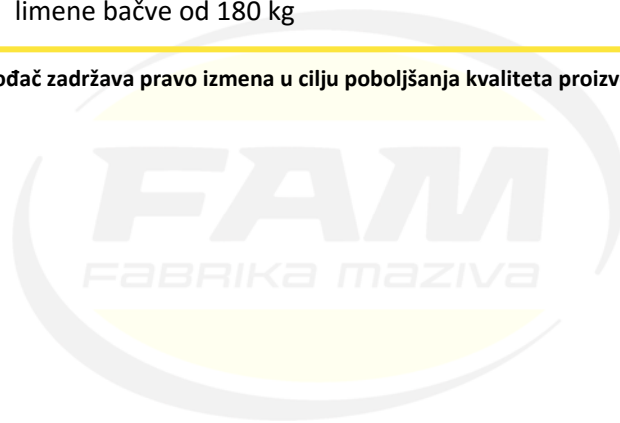 limene bačve od 180 kg
ođač zadržava pravo izmena u cilju poboljšanja kvaliteta proizv
FAM
FABRIKA MAZIVA